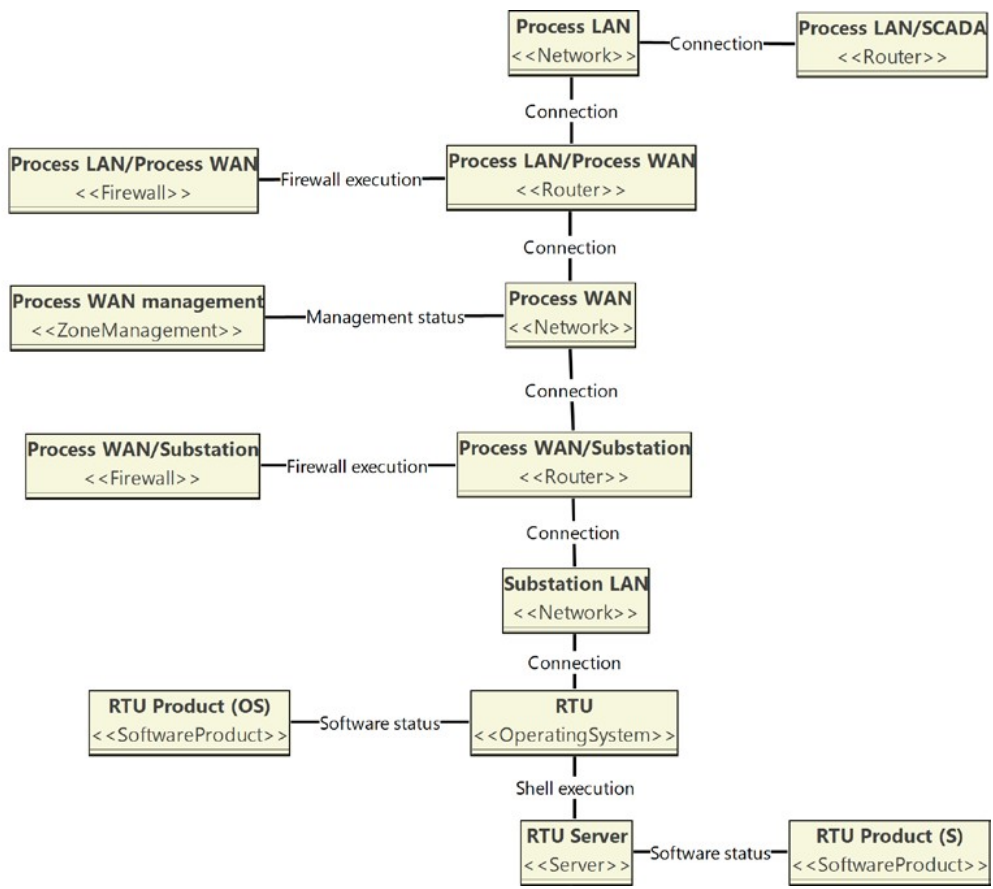 Process LAN
<<Network>>
Connection
Process LAN/SCADA
<<Router>>
Connection
Process LAN/Process WAN
<<Firewall>>
Firewall execution
Process LAN/Process WAN
<<Router>>
Connection
Process WAN management
<<ZoneManagement>>
Management status
Process WAN
<<Network>>
Connection
Process WAN/Substation
<<Firewall>>
Firewall execution
Process WAN/Substation
<<Router>>
Connection
Substation LAN
<<Network>>
Connection
RTU Product (OS)
<<SoftwareProduct>>
Software status
RTU
<<OperatingSystem>>
Shell execution
RTU Server
<<Server>>
Software status
RTU Product (S)
<<SoftwareProduct>>